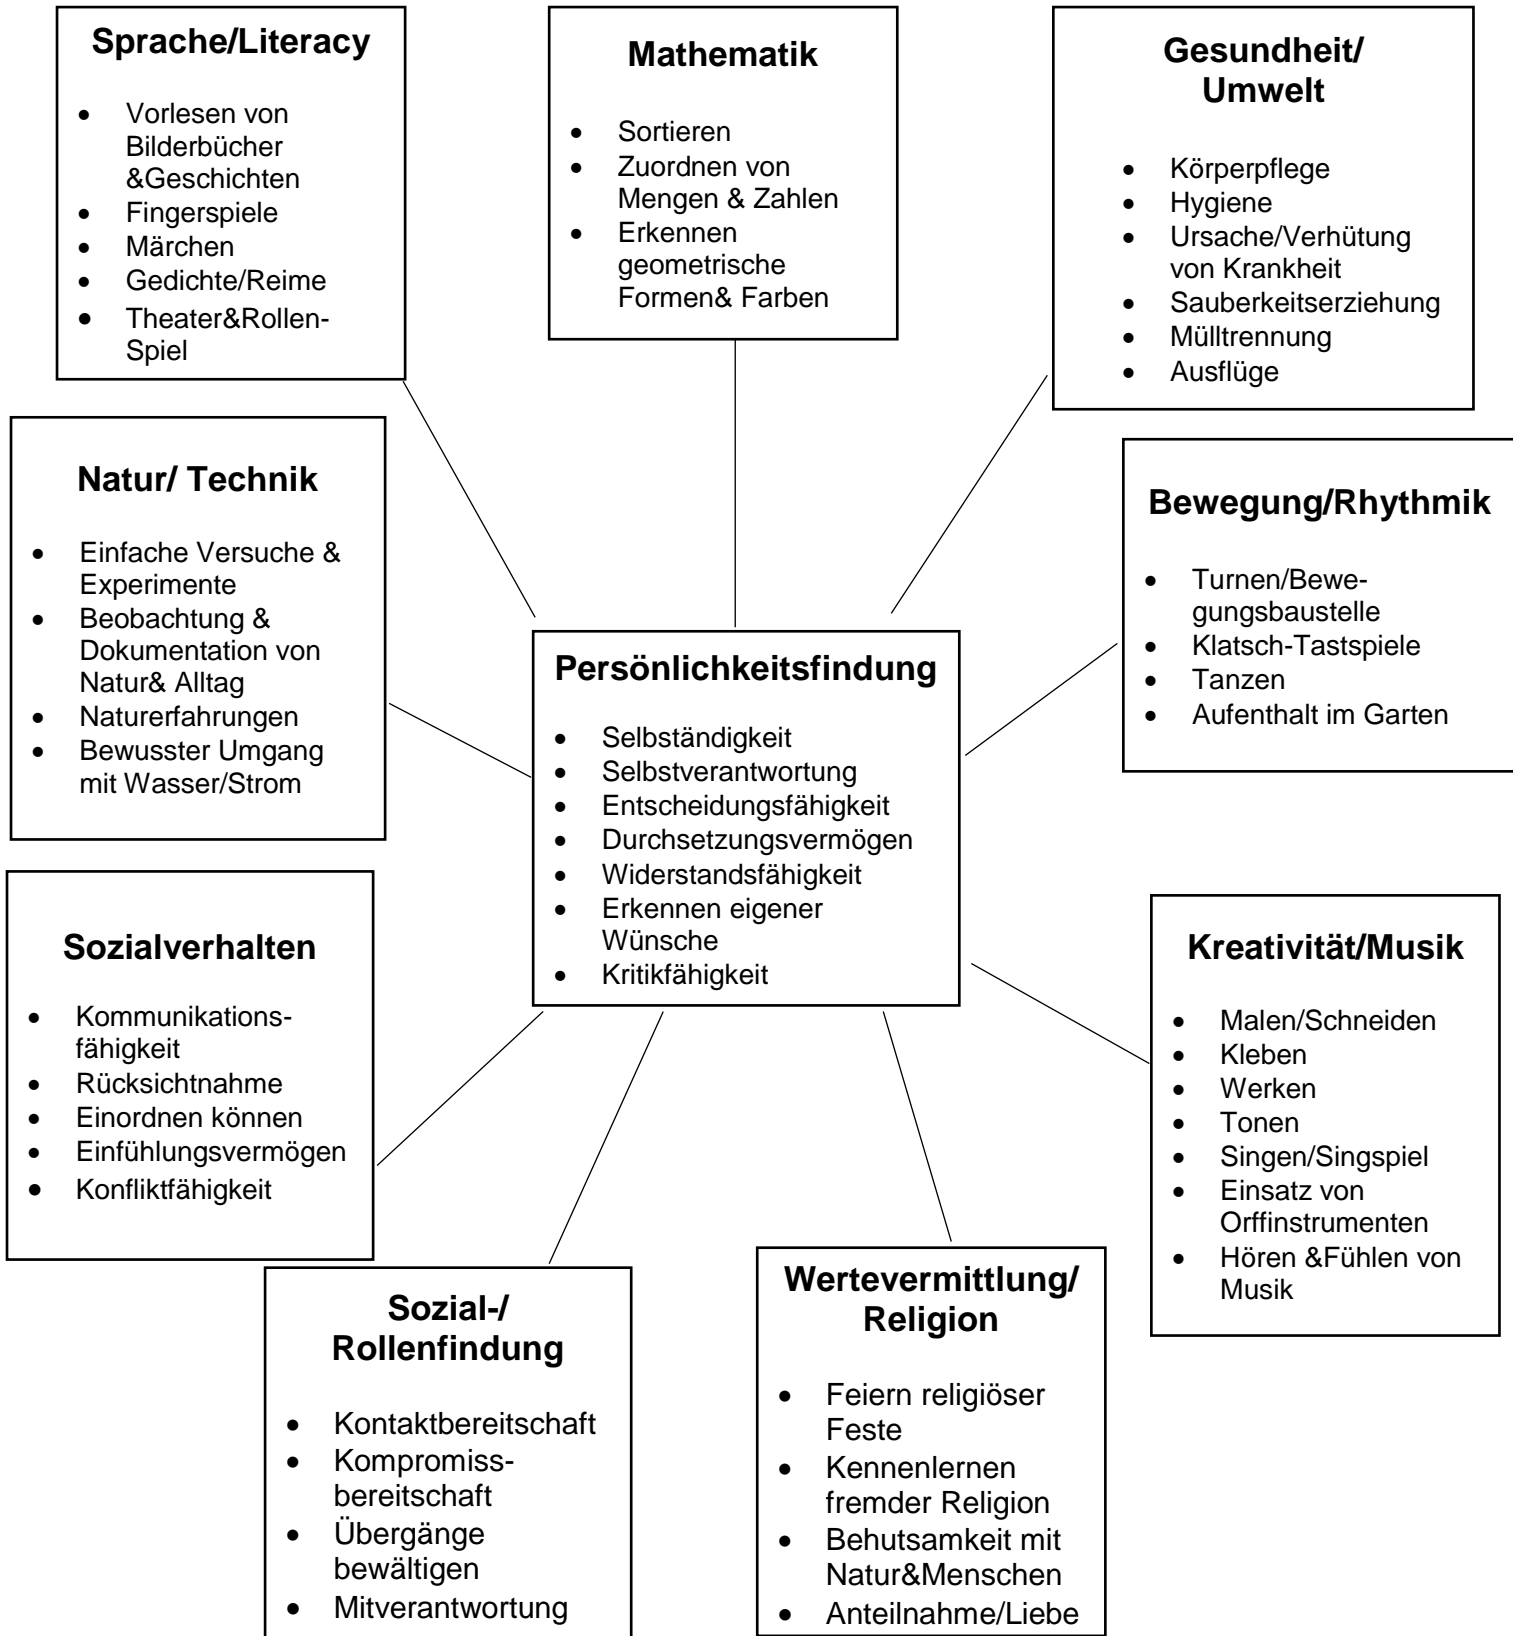 Sprache/Literacy
• Vorlesen von
Bilderbücher
&Geschichten
• Fingerspiele
• Märchen
• Gedichte/Reime
• Theater&Rollen-
Spiel
Mathematik
• Sortieren
• Zuordnen von
Mengen & Zahlen
• Erkennen
geometrische
Formen& Farben
Gesundheit/
Umwelt
• Körperpflege
• Hygiene
• Ursache/Verhütung
von Krankheit
• Sauberkeitserziehung
• Mülltrennung
• Ausflüge
Natur/ Technik
• Einfache Versuche &
Experimente
• Beobachtung &
Dokumentation von
Natur& Alltag
• Naturerfahrungen
• Bewusster Umgang
mit Wasser/Strom
Persönlichkeitsfindung
• Selbständigkeit
• Selbstverantwortung
• Entscheidungsfähigkeit
• Durchsetzungsvermögen
• Widerstandsfähigkeit
• Erkennen eigener
Wünsche
• Kritikfähigkeit
Bewegung/Rhythmik
• Turnen/Bewe-
gungsbaustelle
• Klatsch-Tastspiele
• Tanzen
• Aufenthalt im Garten
Sozialverhalten
• Kommunikations-
fähigkeit
• Rücksichtnahme
• Einordnen können
• Einfühlungsvermögen
• Konfliktfähigkeit
Kreativität/Musik
• Malen/Schneiden
• Kleben
• Werken
• Tonen
• Singen/Singspiel
• Einsatz von
Orffinstrumenten
• Hören &Fühlen von
Musik
Sozial-/
Rollenfindung
• Kontaktbereitschaft
• Kompromiss-
bereitschaft
• Übergänge
bewältigen
• Mitverantwortung
Wertevermittlung/
Religion
• Feiern religiöser
Feste
• Kennenlernen
fremder Religion
• Behutsamkeit mit
Natur&Menschen
• Anteilnahme/Liebe